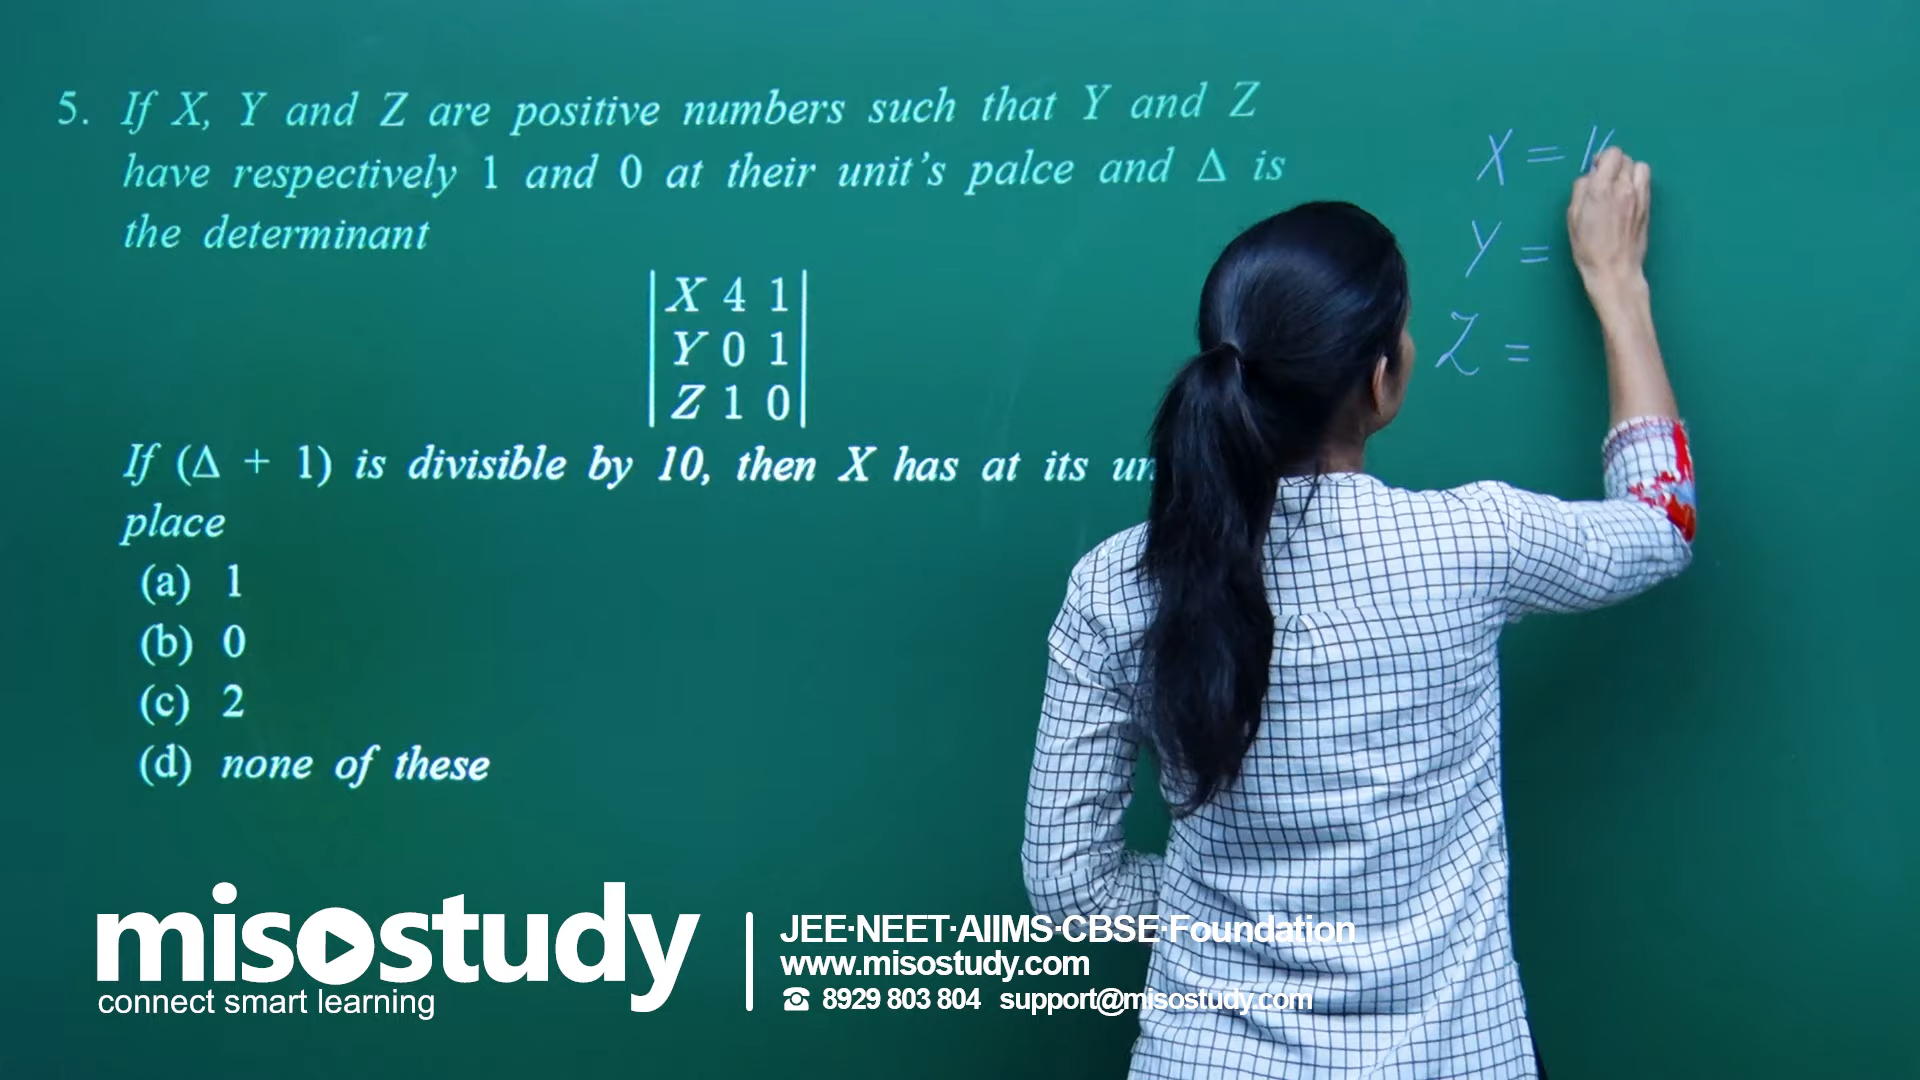 5. If X, Y and Z are positive numbers such that Y and Z
have respectively 1 and 0 at their unit's palce and Δ is
the determinant
X 4 1
Y 0 1
Z 1 0
If (Δ + 1) is divisible by 10, then X has at its
place
(a) 1
(b) 0
(c) 2
(d) none of these
X =
Y =
Z =
misostudy
connect smart learning
JEE·NEET·AIIMS·CBSE·Foundation
www.misostudy.com
☎ 8929 803 804 support@misostudy.com